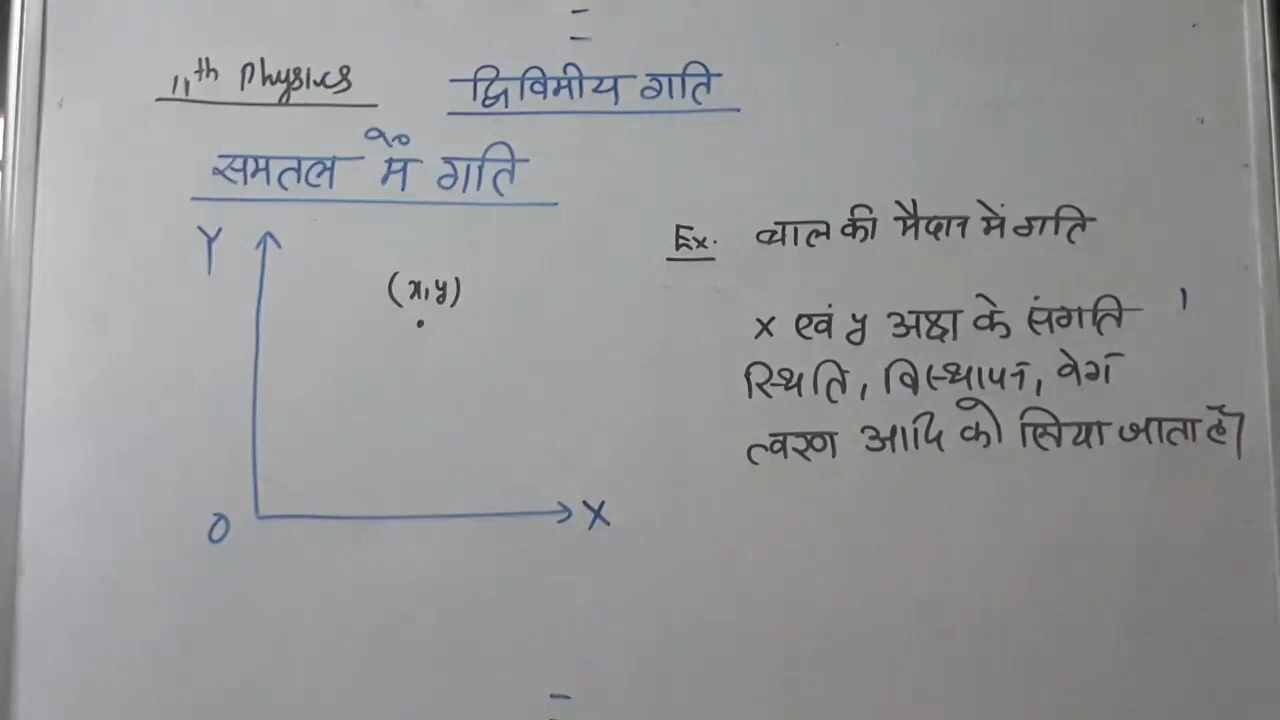 11th Physics
द्विविमीय गति
समतल में गति
Y
(x,y)
O
X
Ex. बाल की मैदान में गति
x एवं y अक्ष के संगति
स्थिति, विस्थापन, वेग
त्वरण आदि को लिया जाता है।